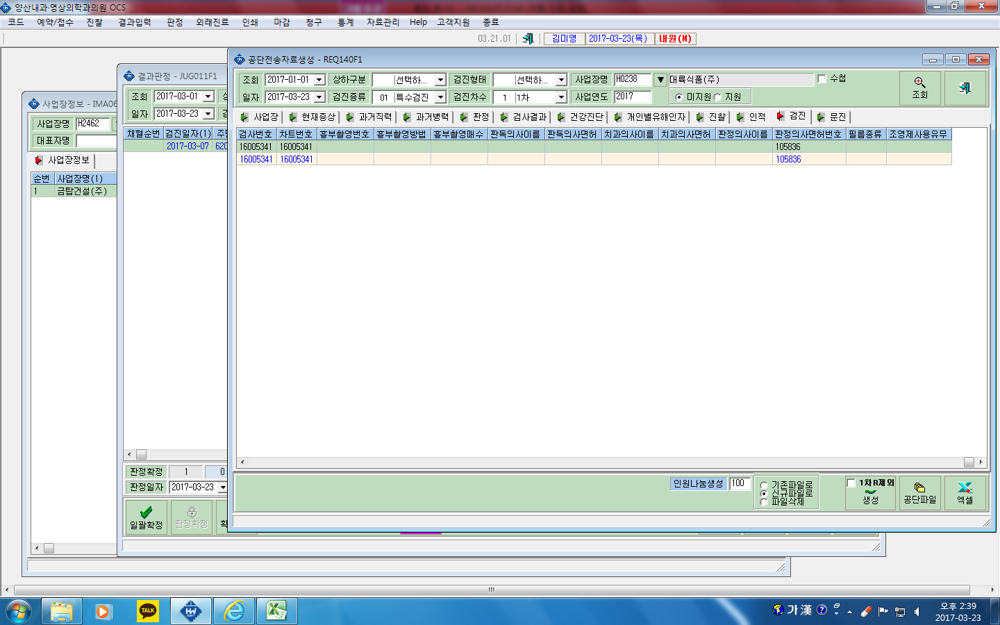 양산내과·영상의학과의원 OCS
코드 예약/접수 진찰 결과입력 판정 외래진료 인쇄 마감 청구 통계 자료관리 Help 고객지원 종료
03.21.01 김미영 2017-03-23(목) 내원(M)
공단전송자료생성 - REQ140F1
조회 2017-01-01 상하구분 선택하... 검진형태 선택하... 사업장명 H0238 ▼ 대륙식품(주) 수첩
일자 2017-03-23 검진종류 01 특수검진 검진차수 1 1차 사업연도 2017 미지원 지원
조회
사업장 현재증상 과거직력 과거병력 판정 검사결과 건강진단 개인별유해인자 진찰 인적 검진 문진
검사번호 차트번호 흉부촬영번호 흉부촬영방법 흉부촬영매수 판독의사이름 판독의사면허 치과의사이름 치과의사면허 판정의사이름 판정의사면허번호 필름종류 조영제사용유무
16005341 16005341 105836
16005341 16005341 105836
인원나눔생성 100
기존파일로
신규파일로
파일삭제
1차R제외
생성
공단파일
엑셀
결과판정 - JUG011F1
조회 2017-03-01
일자 2017-03-23
채혈순번 검진일자(1) 주민
2017-03-07 620
판정확정 1 0
판정일자 2017-03-23
일괄확정 판정확정
사업장정보 - IMA06
사업장명 H2462
대표자명
사업장정보
순번 사업장명(1)
1 금탑건설(주)
TALK
HW
SOFT
가 漢
오후 2:39
2017-03-23